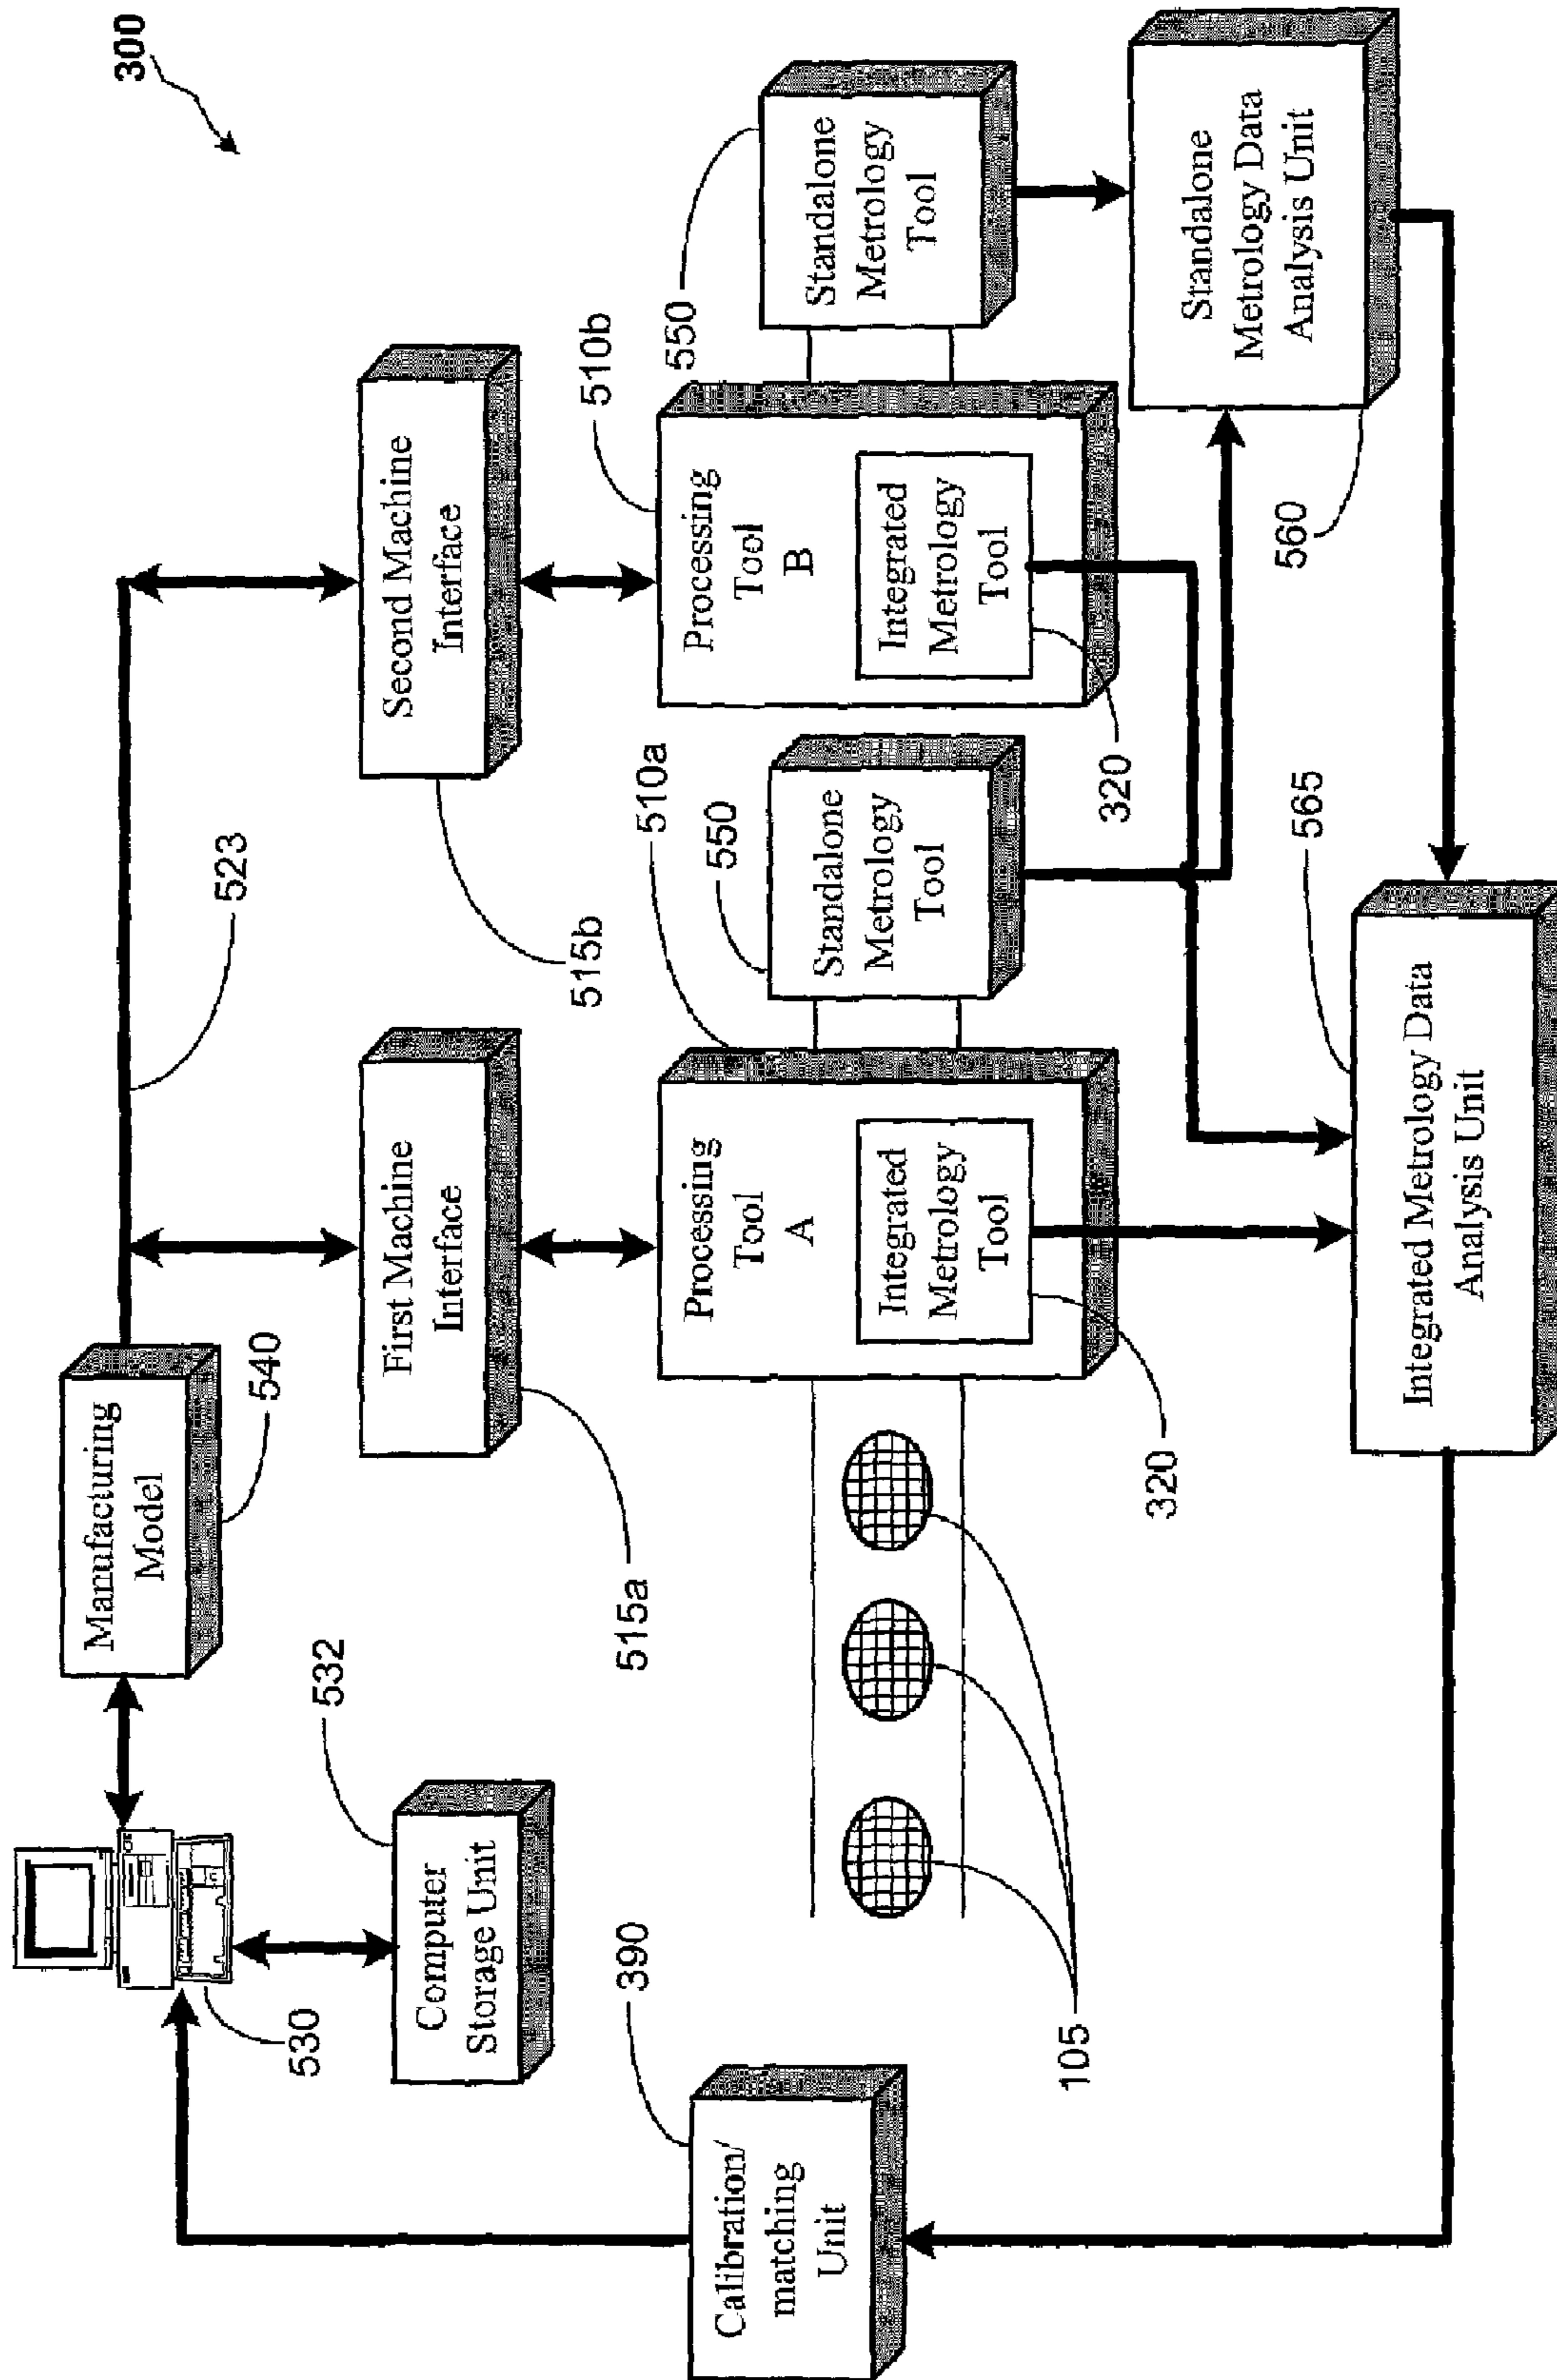 300
530
Manufacturing
Model
540
523
Computer
Storage Unit
532
First Machine
Interface
515a
Second Machine
Interface
515b
Calibration/
matching
Unit
390
105
Processing
Tool
A
510a
Integrated
Metrology
Tool
320
Standalone
Metrology
Tool
550
Processing
Tool
B
510b
Integrated
Metrology
Tool
320
Standalone
Metrology
Tool
550
Standalone
Metrology Data
Analysis Unit
560
Integrated Metrology Data
Analysis Unit
565